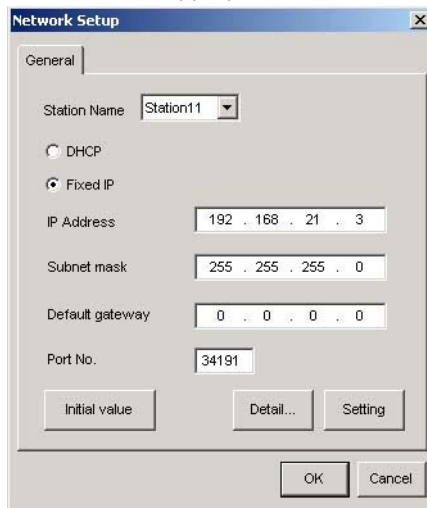 Network Setup
General
Station Name Station11
DHCP
Fixed IP
IP Address 192 . 168 . 21 . 3
Subnet mask 255 . 255 . 255 . 0
Default gateway 0 . 0 . 0 . 0
Port No. 34191
Initial value Detail... Setting
OK Cancel